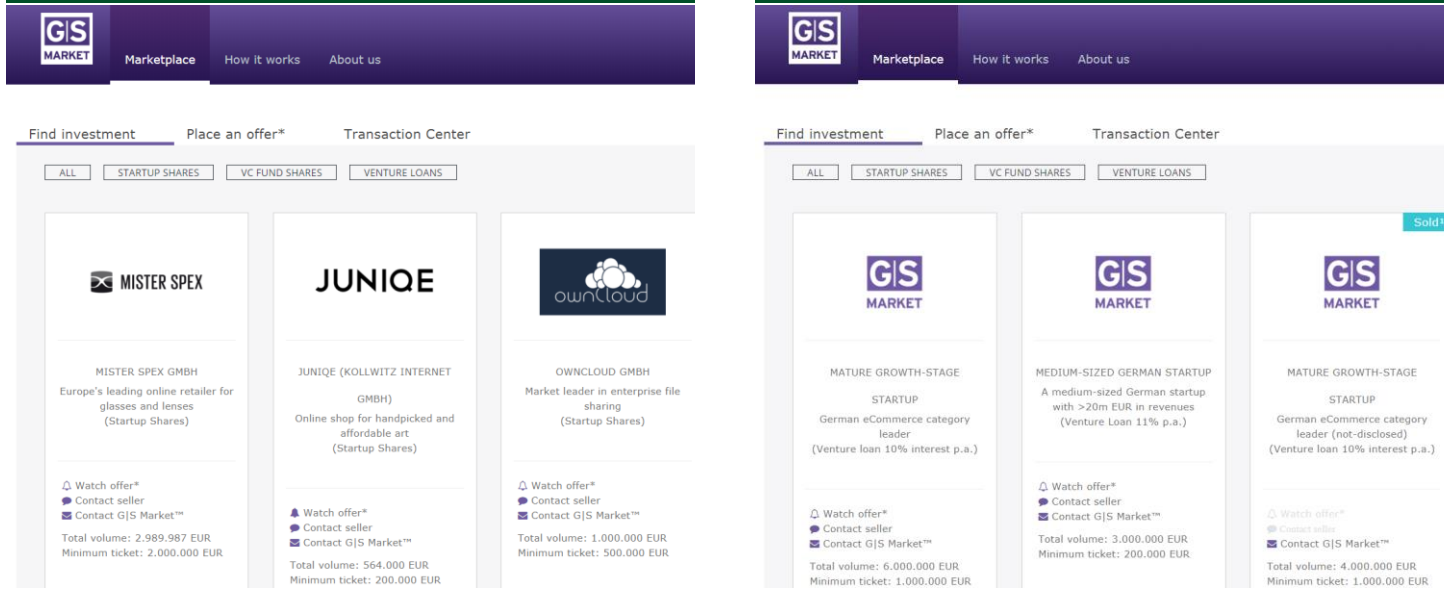 G|S
MARKET
Marketplace
How it works
About us
Find investment
Place an offer*
Transaction Center
ALL
STARTUP SHARES
VC FUND SHARES
VENTURE LOANS
MISTER SPEX
MISTER SPEX GMBH
Europe's leading online retailer for
glasses and lenses
(Startup Shares)
Watch offer*
Contact seller
Contact G|S Market™
Total volume: 2.989.987 EUR
Minimum ticket: 2.000.000 EUR
JUNIQE
JUNIQE (KOLLWITZ INTERNET
GMBH)
Online shop for handpicked and
affordable art
(Startup Shares)
Watch offer*
Contact seller
Contact G|S Market™
Total volume: 564.000 EUR
Minimum ticket: 200.000 EUR
ownCloud
OWNCLOUD GMBH
Market leader in enterprise file
sharing
(Startup Shares)
Watch offer*
Contact seller
Contact G|S Market™
Total volume: 1.000.000 EUR
Minimum ticket: 500.000 EUR
G|S
MARKET
Marketplace
How it works
About us
Find investment
Place an offer*
Transaction Center
ALL
STARTUP SHARES
VC FUND SHARES
VENTURE LOANS
G|S
MARKET
MATURE GROWTH-STAGE
STARTUP
German eCommerce category
leader
(Venture loan 10% interest p.a.)
Watch offer*
Contact seller
Contact G|S Market™
Total volume: 6.000.000 EUR
Minimum ticket: 1.000.000 EUR
G|S
MARKET
MEDIUM-SIZED GERMAN STARTUP
A medium-sized German startup
with >20m EUR in revenues
(Venture Loan 11% p.a.)
Watch offer*
Contact seller
Contact G|S Market™
Total volume: 3.000.000 EUR
Minimum ticket: 200.000 EUR
Sold
G|S
MARKET
MATURE GROWTH-STAGE
STARTUP
German eCommerce category
leader (not-disclosed)
(Venture loan 10% interest p.a.)
Watch offer*
Contact seller
Contact G|S Market™
Total volume: 4.000.000 EUR
Minimum ticket: 1.000.000 EUR